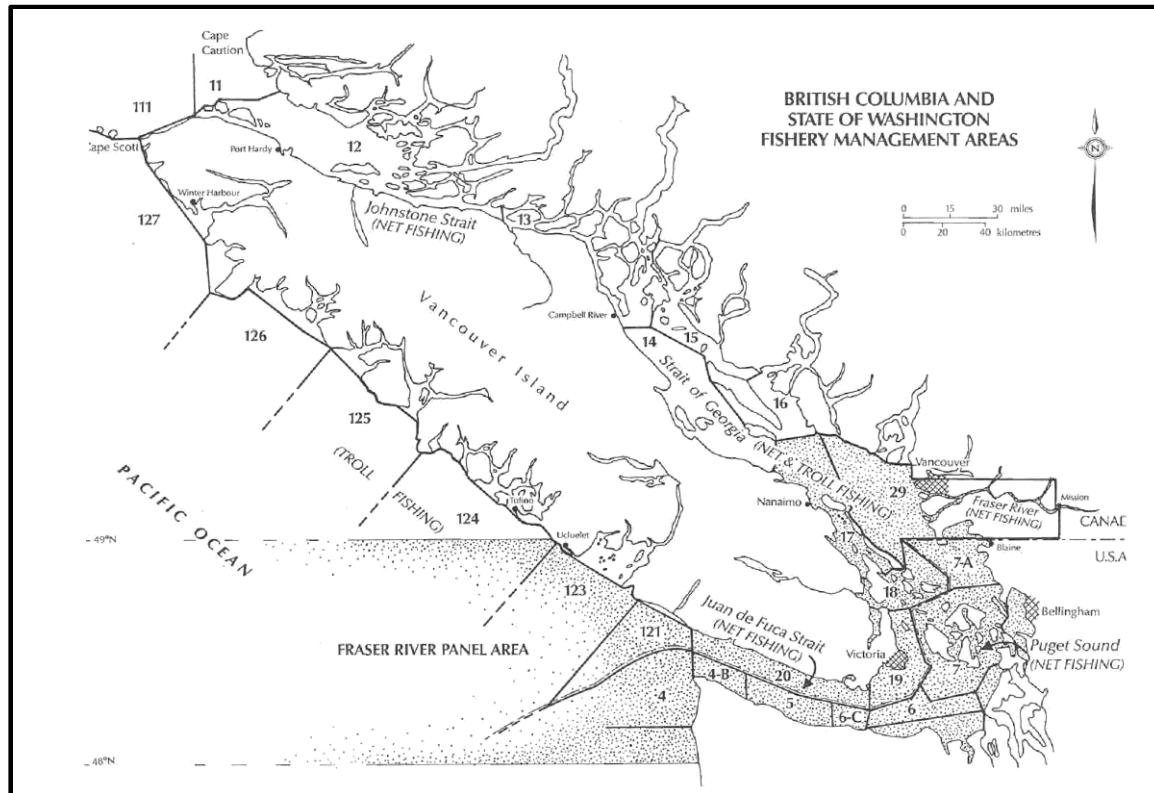 Cape
Caution
11
111
Cape Scott
BRITISH COLUMBIA AND
STATE OF WASHINGTON
FISHERY MANAGEMENT AREAS
N
Port Hardy
12
Winter Harbour
127
Johnstone Strait
(NET FISHING)
13
0 15 30 miles
0 20 40 kilometres
Vancouver Island
Campbell River
126
14
15
Strait of Georgia
(NET & TROLL FISHING)
16
125
(TROLL FISHING)
PACIFIC OCEAN
124
Tofino
Ucluelet
Nanaimo
Vancouver
29
Fraser River
(NET FISHING)
Mission
CANAD
49°N
U.S.A
Blaine
17
7-A
18
123
Bellingham
Juan de Fuca Strait
(NET FISHING)
121
FRASER RIVER PANEL AREA
Victoria
Puget Sound
(NET FISHING)
20
19
7
4-B
4
5
6-C
6
48°N